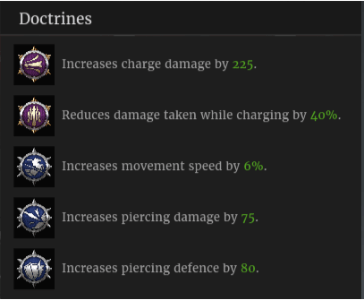 Doctrines
Increases charge damage by 225.
Reduces damage taken while charging by 40%.
Increases movement speed by 6%.
Increases piercing damage by 75.
Increases piercing defence by 80.